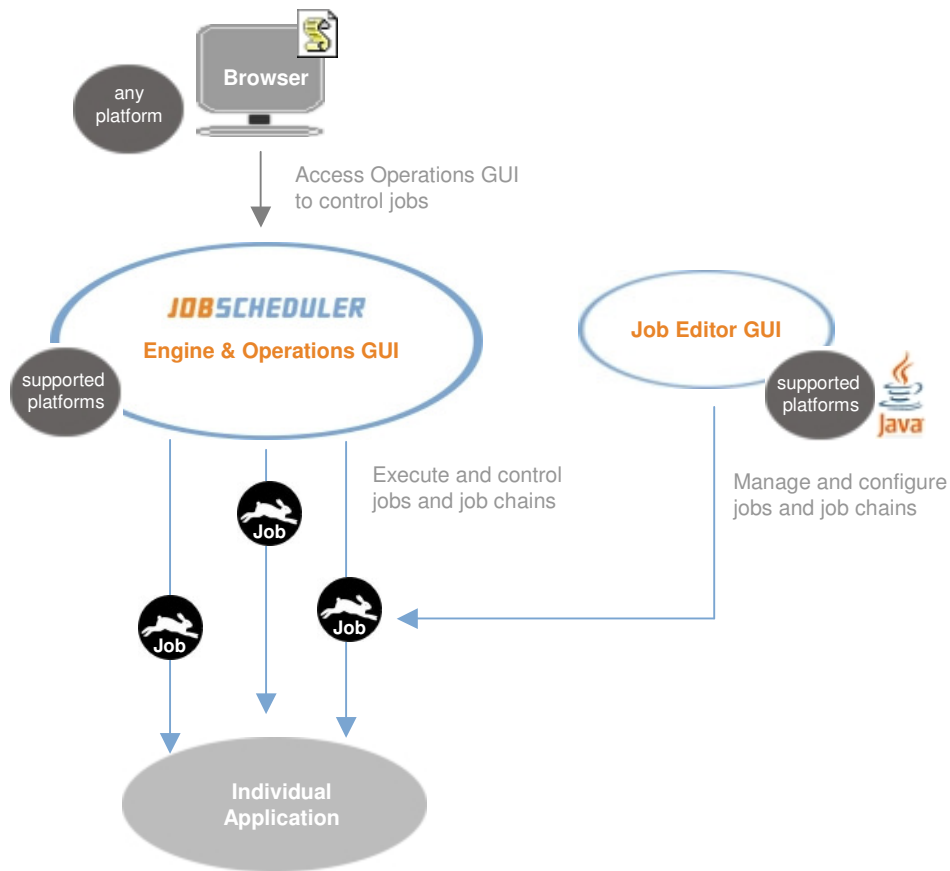 Browser
any
platform
Access Operations GUI
to control jobs
JOBSCHEDULER
Engine & Operations GUI
Job Editor GUI
supported
platforms
supported
platforms
Java
Execute and control
jobs and job chains
Manage and configure
jobs and job chains
Job
Job
Job
Individual
Application